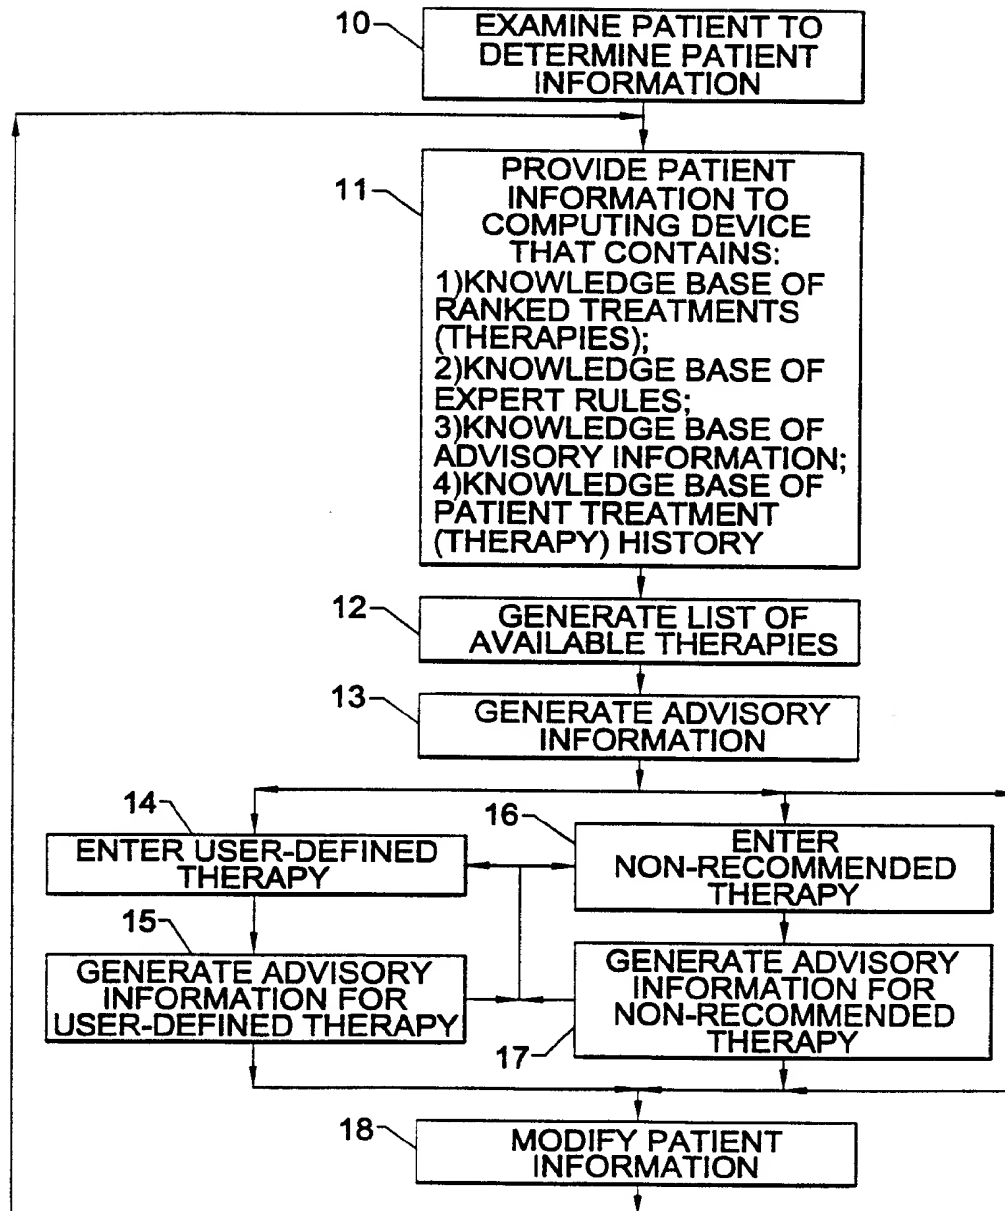 10
EXAMINE PATIENT TO
DETERMINE PATIENT
INFORMATION
11
PROVIDE PATIENT
INFORMATION TO
COMPUTING DEVICE
THAT CONTAINS:
1)KNOWLEDGE BASE OF
RANKED TREATMENTS
(THERAPIES);
2)KNOWLEDGE BASE OF
EXPERT RULES;
3)KNOWLEDGE BASE OF
ADVISORY INFORMATION;
4)KNOWLEDGE BASE OF
PATIENT TREATMENT
(THERAPY) HISTORY
12
GENERATE LIST OF
AVAILABLE THERAPIES
13
GENERATE ADVISORY
INFORMATION
14
ENTER USER-DEFINED
THERAPY
15
GENERATE ADVISORY
INFORMATION FOR
USER-DEFINED THERAPY
16
ENTER
NON-RECOMMENDED
THERAPY
GENERATE ADVISORY
INFORMATION FOR
NON-RECOMMENDED
THERAPY
17
18
MODIFY PATIENT
INFORMATION